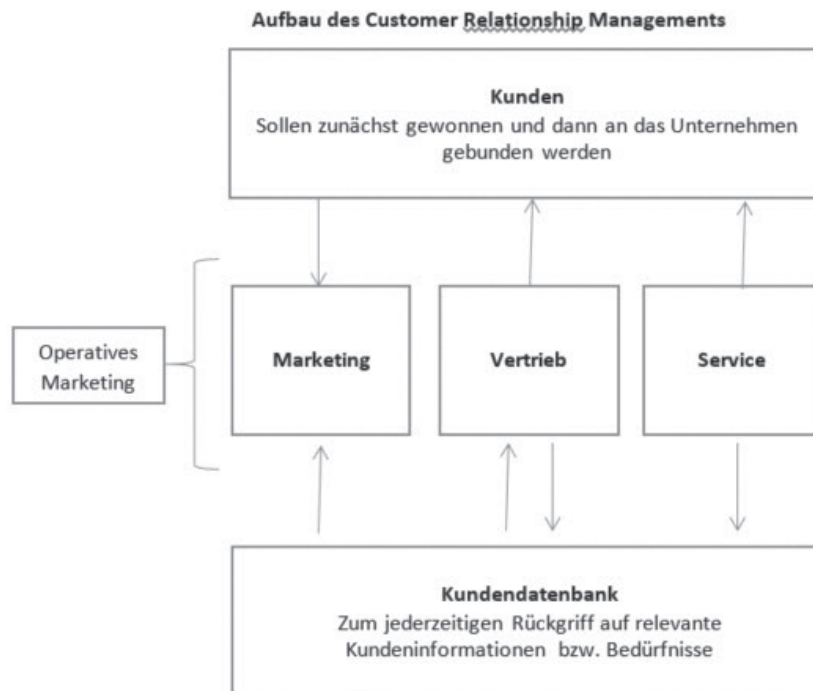 Aufbau des Customer Relationship Managements
Kunden
Sollen zunächst gewonnen und dann an das Unternehmen
gebunden werden
Operatives
Marketing
Marketing
Vertrieb
Service
Kundendatenbank
Zum jederzeitigen Rückgriff auf relevante
Kundeninformationen bzw. Bedürfnisse